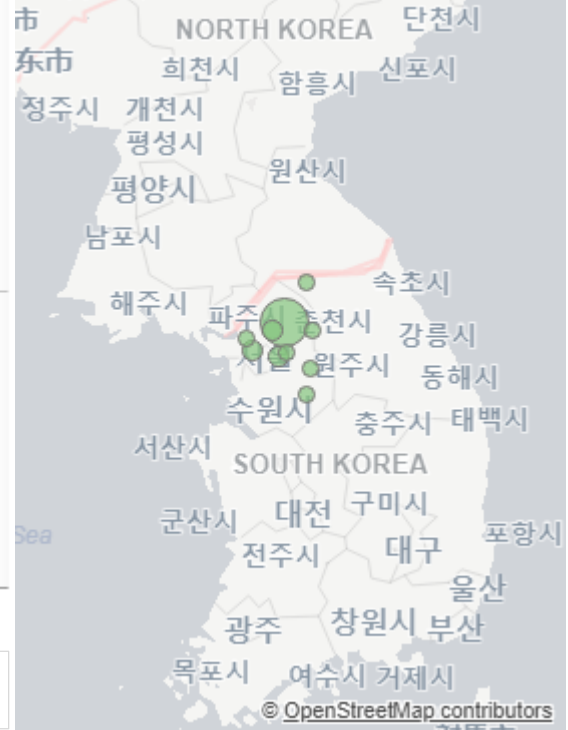 市
단천시
NORTH KOREA
东市
희천시
신포시
함흥시
정주시
개천시
평성시
원산시
평양시
남포시
속초시
해주시
파주시
춘천시
강릉시
서울
원주시
동해시
수원시
충주시
태백시
서산시
SOUTH KOREA
구미시
대전
군산시
Sea
포항시
전주시
대구
울산
창원시
부산
광주
목포시
여수시
거제시
© OpenStreetMap contributors